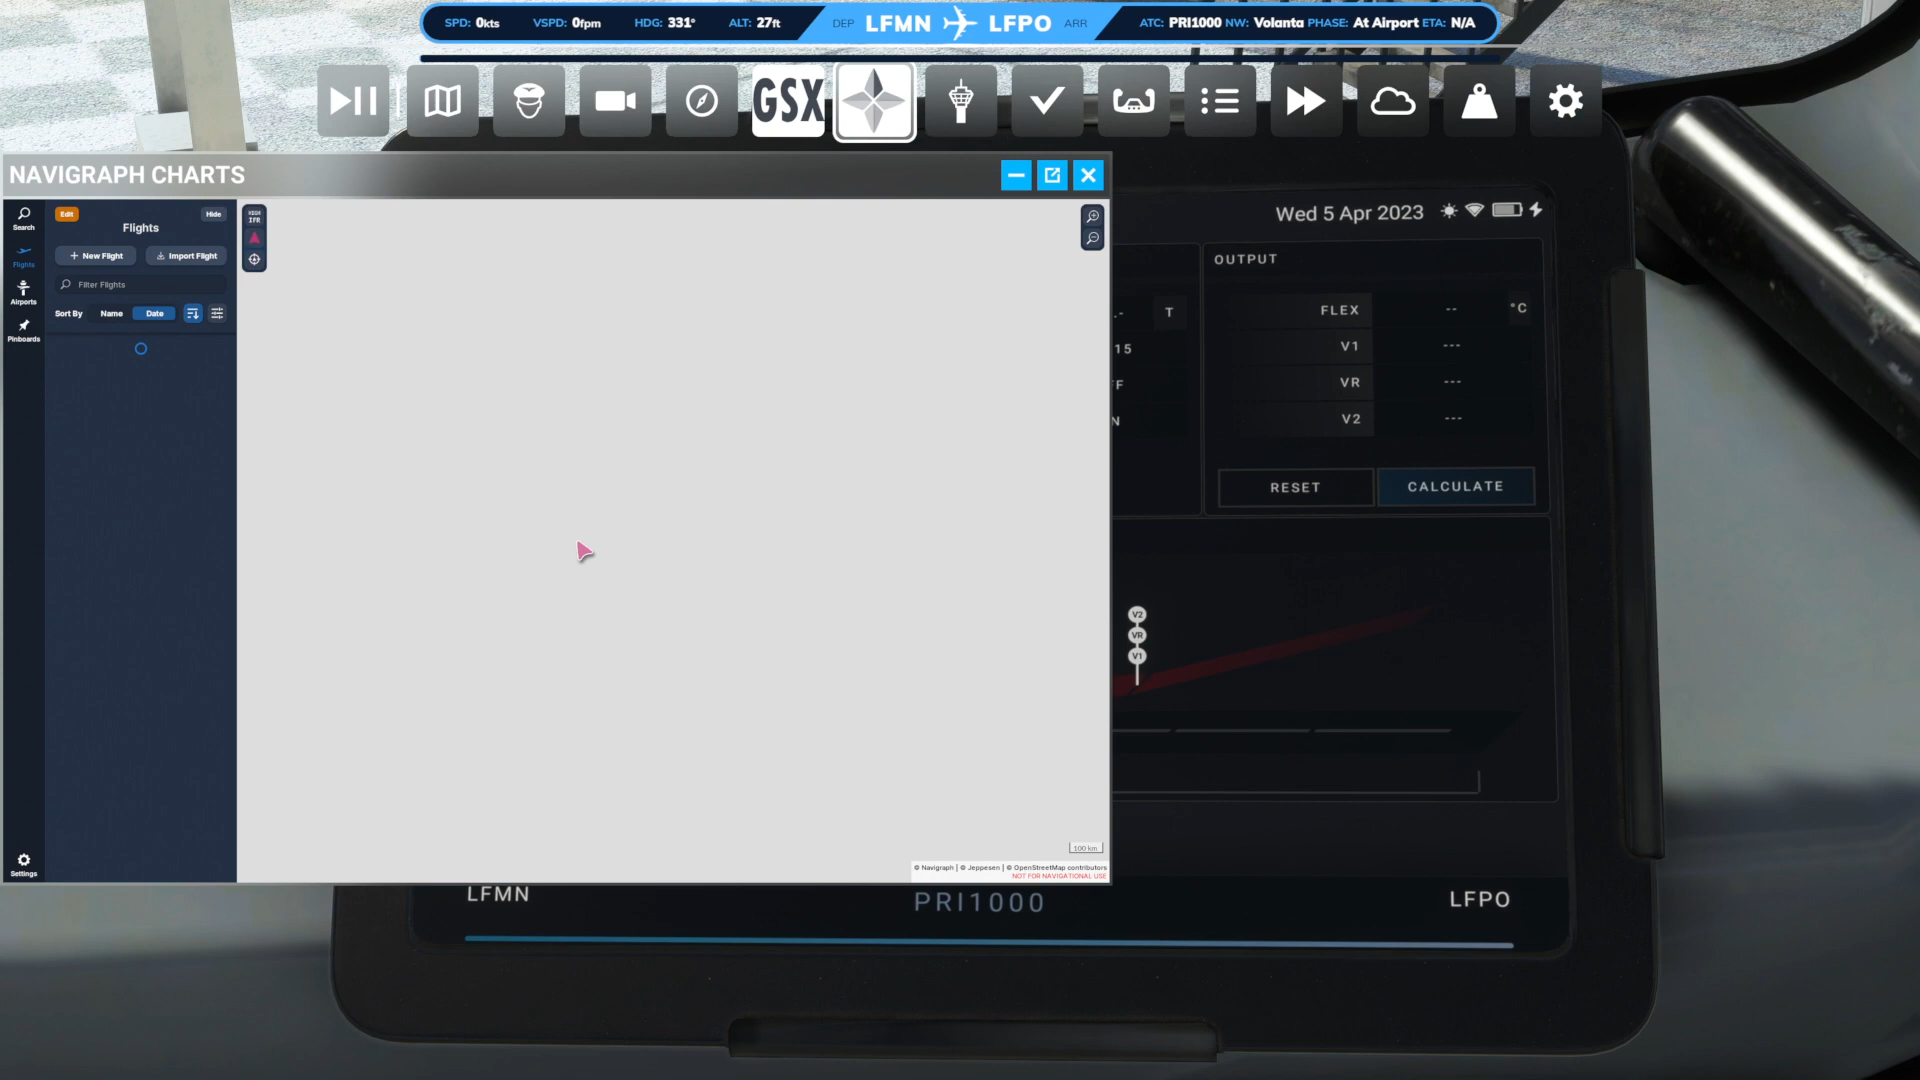 SPD: 0kts VSPD: 0fpm HDG: 331° ALT: 27ft DEP LFMN LFPO ARR ATC: PRI1000 NW: Volanta PHASE: At Airport ETA: N/A
GSX
NAVIGRAPH CHARTS
Search
Flights
Airports
Pinboards
Settings
Edit
Hide
Flights
+ New Flight
Import Flight
Filter Flights
Sort By Name Date
HIGH
IFR
100 km
© Navigraph | © Jeppesen | © OpenStreetMap contributors
NOT FOR NAVIGATIONAL USE
Wed 5 Apr 2023
T
15
F
N
OUTPUT
FLEX -- °C
V1 ---
VR ---
V2 ---
RESET
CALCULATE
V2
VR
V1
LFMN PRI1000 LFPO